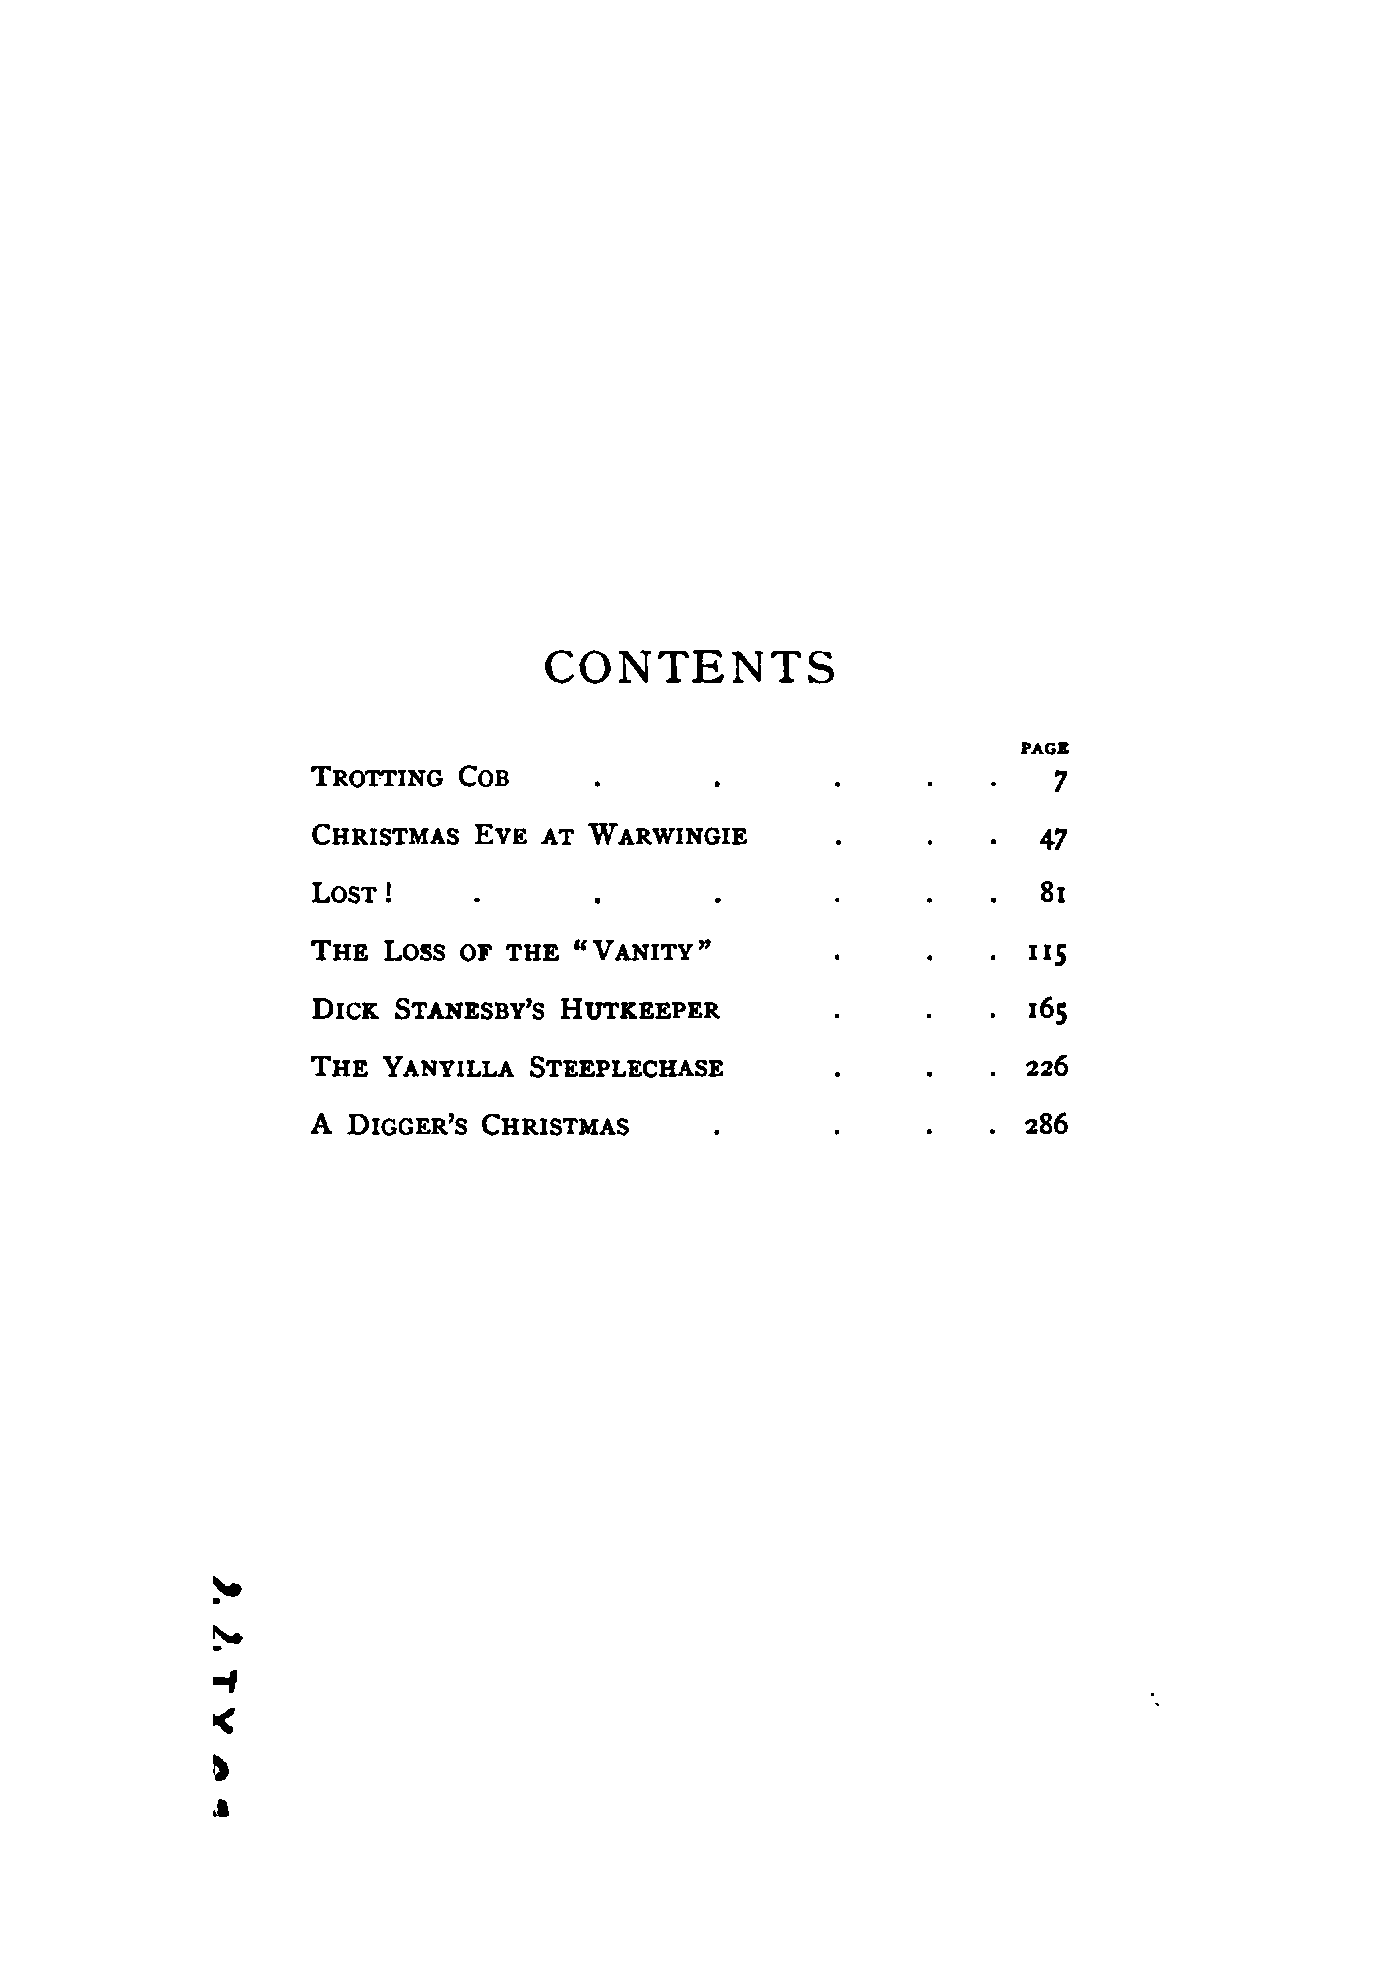 CONTENTS
PAGE
TROTTING COB . . . . . 7
CHRISTMAS EVE AT WARWINGIE . . . 47
LOST! . . . . . . 81
THE LOSS OF THE “VANITY” . . . 115
DICK STANESBY'S HUTKEEPER . . . 165
THE YANYILLA STEEPLECHASE . . . 226
A DIGGER'S CHRISTMAS . . . . 286